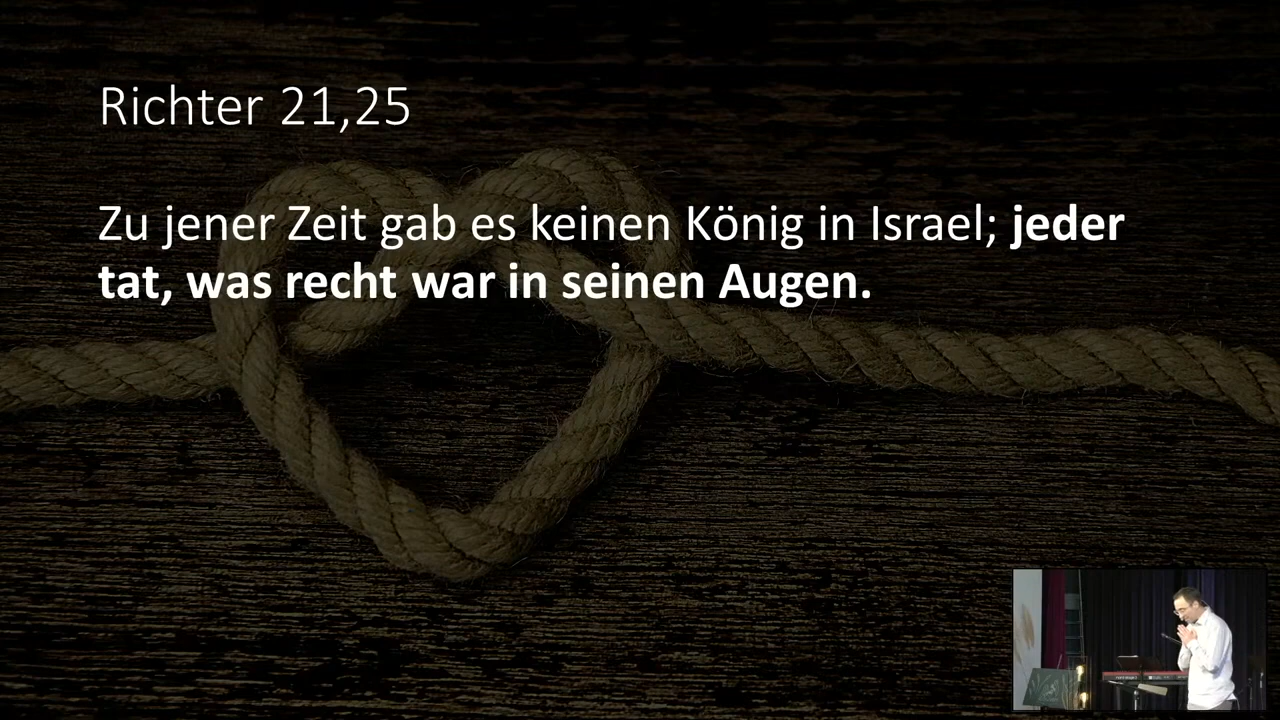 Richter 21,25
Zu jener Zeit gab es keinen König in Israel; jeder
tat, was recht war in seinen Augen.